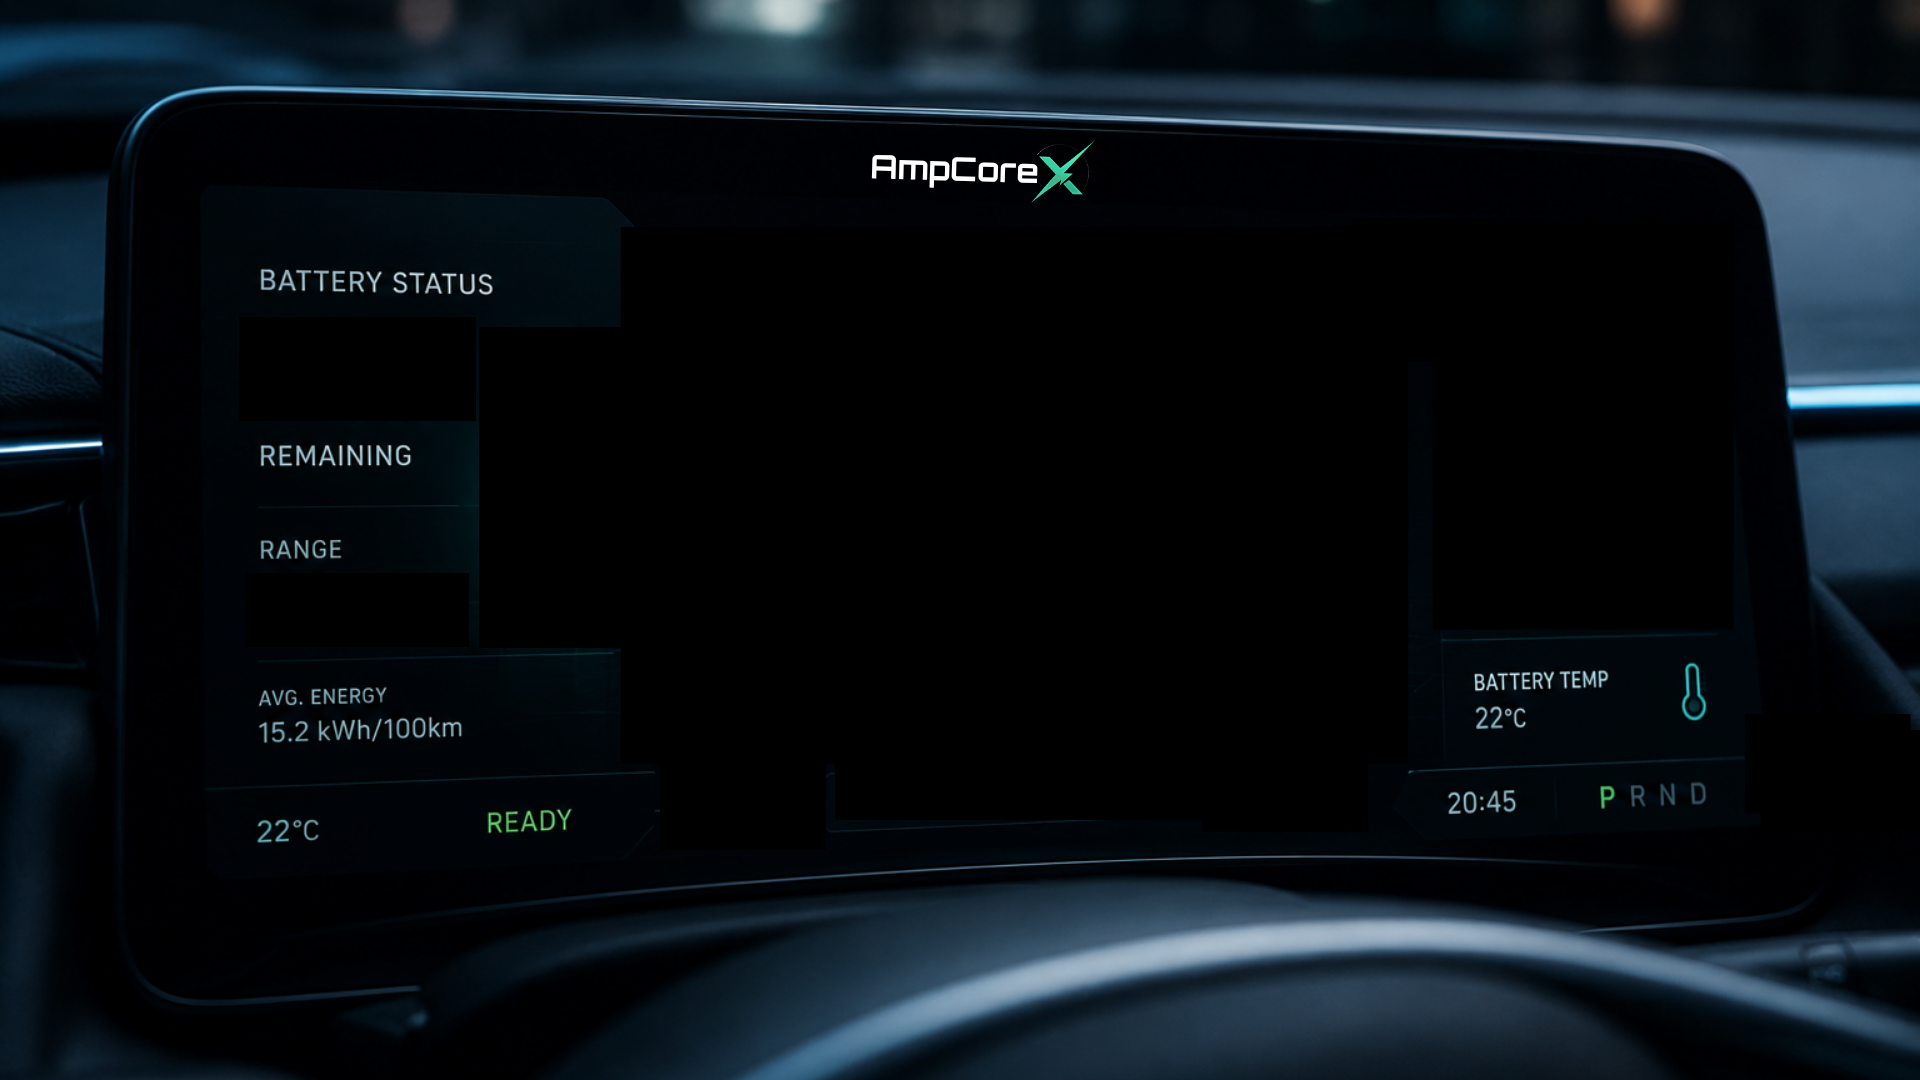 AmpCoreX
BATTERY STATUS
REMAINING
RANGE
AVG. ENERGY
15.2 kWh/100km
22°C
READY
BATTERY TEMP
22°C
20:45
P R N D